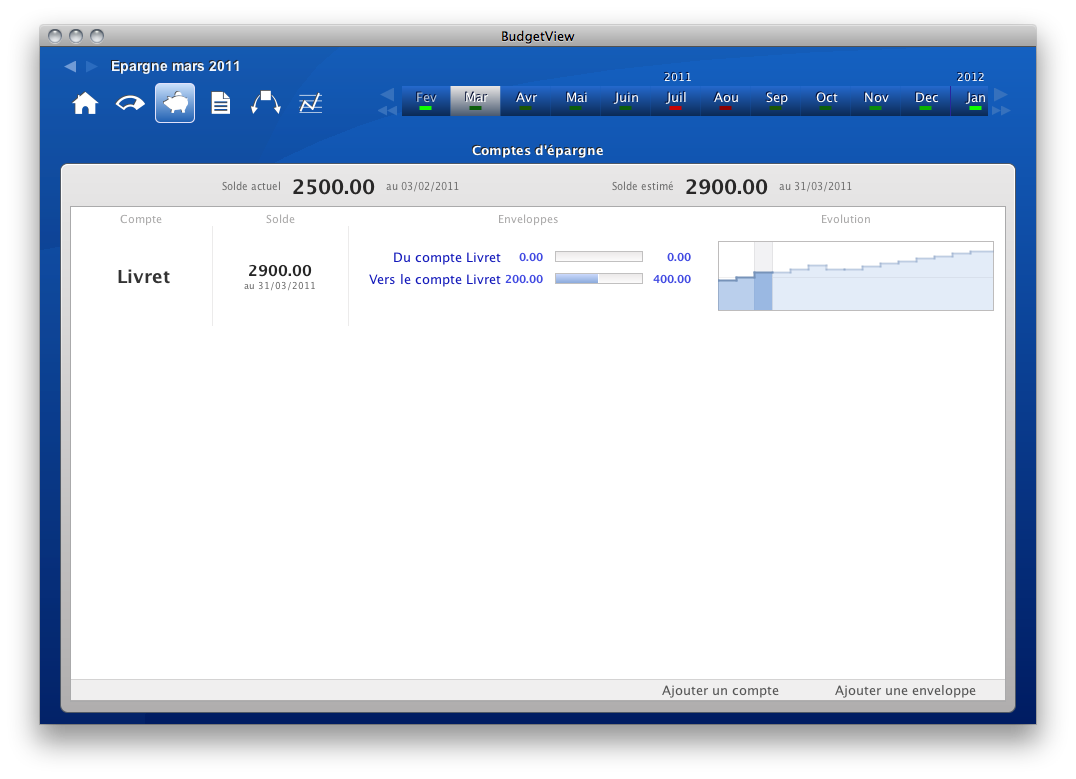 BudgetView
Epargne mars 2011
2011 2012
Fev Mar Avr Mai Juin Juil Aou Sep Oct Nov Dec Jan
Comptes d'épargne
Solde actuel 2500.00 au 03/02/2011 Solde estimé 2900.00 au 31/03/2011
Compte Solde Enveloppes Evolution
Livret
2900.00
au 31/03/2011
Du compte Livret 0.00 0.00
Vers le compte Livret 200.00 400.00
Ajouter un compte Ajouter une enveloppe